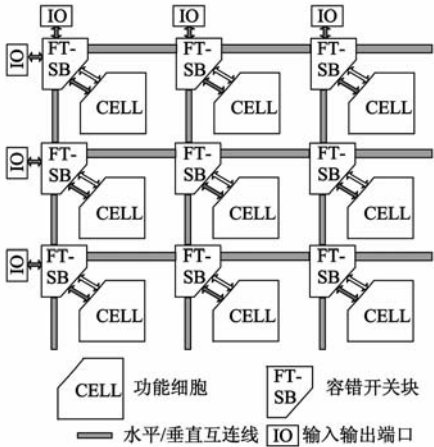 IO IO IO
IO FT-SB FT-SB FT-SB
CELL CELL CELL
IO FT-SB FT-SB FT-SB
CELL CELL CELL
IO FT-SB FT-SB FT-SB
CELL CELL CELL
CELL 功能细胞 FT-SB 容错开关块
水平/垂直互连线 IO 输入输出端口